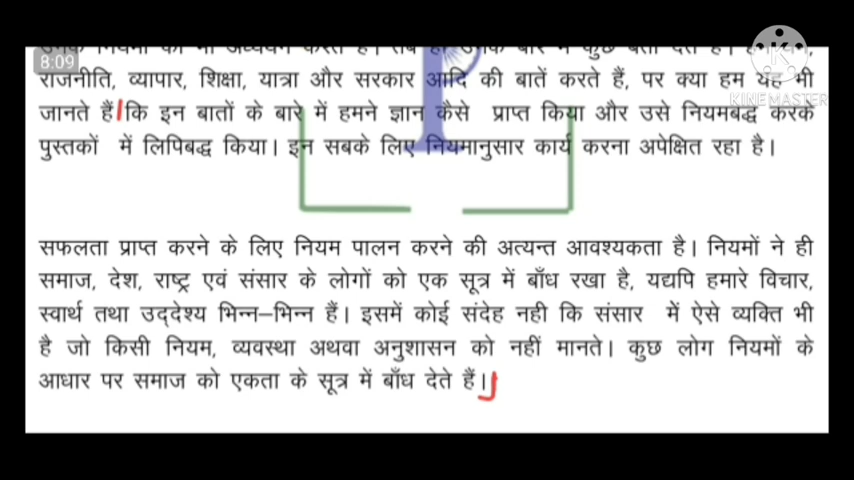 8:09
KINEMASTER
राजनीति, व्यापार, शिक्षा, यात्रा और सरकार आदि की बातें करते हैं, पर क्या हम यह भी
जानते हैं कि इन बातों के बारे में हमने ज्ञान कैसे प्राप्त किया और उसे नियमबद्ध करके
पुस्तकों में लिपिबद्ध किया। इन सबके लिए नियमानुसार कार्य करना अपेक्षित रहा है।
सफलता प्राप्त करने के लिए नियम पालन करने की अत्यन्त आवश्यकता है। नियमों ने ही
समाज, देश, राष्ट्र एवं संसार के लोगों को एक सूत्र में बाँध रखा है, यद्यपि हमारे विचार,
स्वार्थ तथा उद्देश्य भिन्न–भिन्न हैं। इसमें कोई संदेह नही कि संसार में ऐसे व्यक्ति भी
है जो किसी नियम, व्यवस्था अथवा अनुशासन को नहीं मानते। कुछ लोग नियमों के
आधार पर समाज को एकता के सूत्र में बाँध देते हैं।